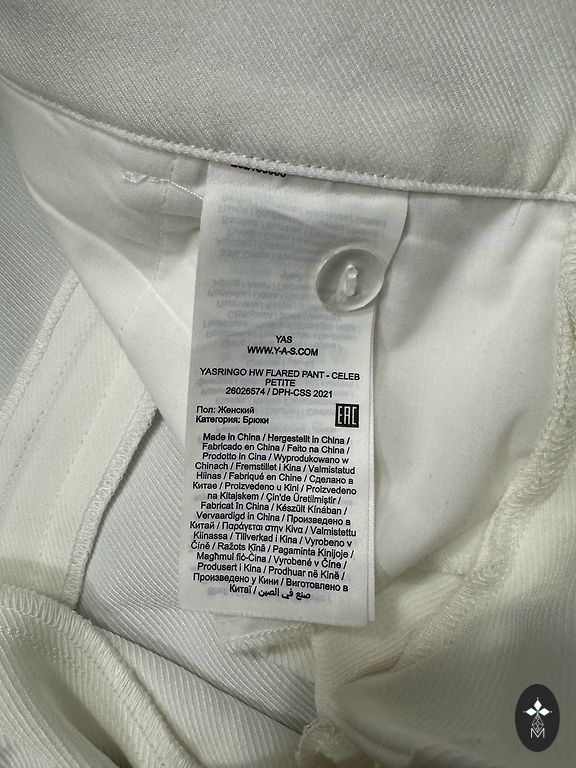 YAS
WWW.Y-A-S.COM
YASRINGO HW FLARED PANT - CELEB
PETITE
26026574 / DPH-CSS 2021
Пол: Женский
Категория: Брюки
EAC
Made in China / Hergestellt in China /
Fabricado en China / Feito na China /
Prodotto in Cina / Wyprodukowano w
Chinach / Fremstillet i Kina / Valmistatud
Hiinas / Fabriqué en Chine / Сделано в
Китае / Proizvedeno u Kini / Proizvedeno
na Kitajskem / Çin'de Üretilmiştir /
Fabricat în China / Készült Kínában /
Vervaardigd in China / Произведено в
Китай / Παράγεται στην Κίνα / Valmistettu
Kiinassa / Tillverkad i Kina / Vyrobeno v
Číně / Ražots Ķīnā / Pagaminta Kinijoje /
Magħmul fiċ-Ċina / Vyrobené v Číne /
Produsert i Kina / Prodhuar në Kinë /
Произведено у Кини / Виготовлено в
Китаї / صنع في الصين
M